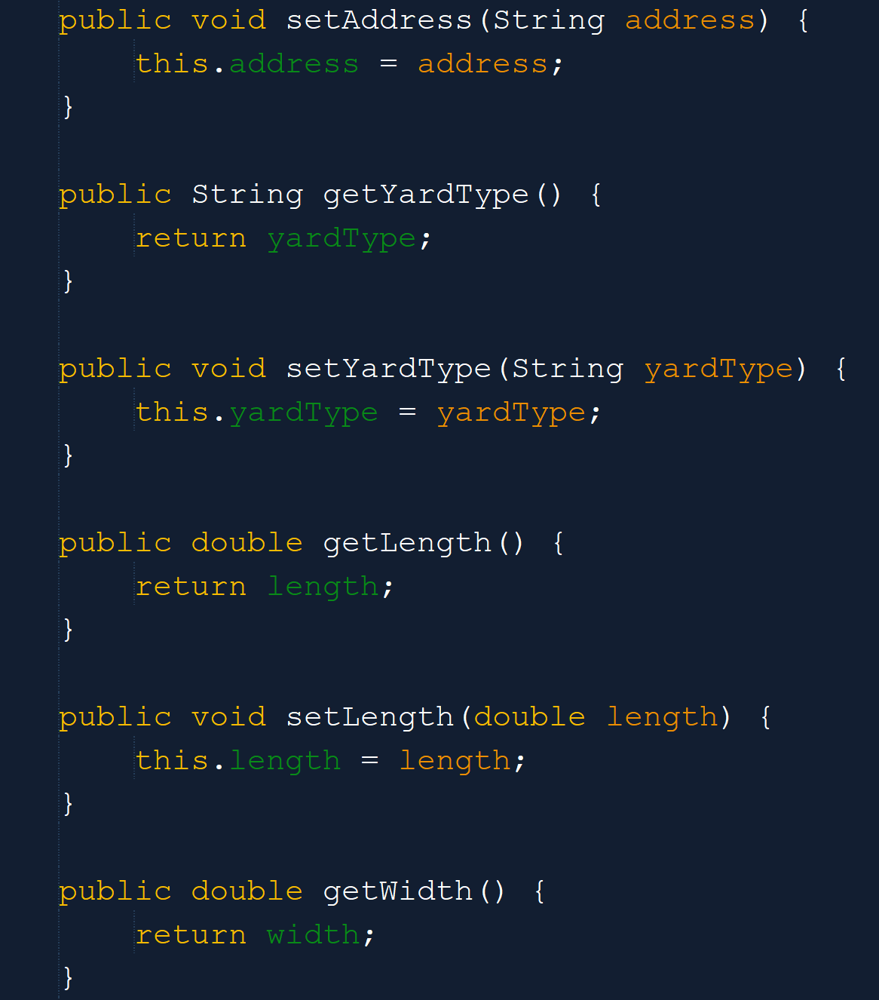 public void setAddress(String address) {
this.address = address;
}
public String getYardType() {
return yardType;
}
public void setYardType(String yardType) {
this.yardType = yardType;
}
public double getLength() {
return length;
}
public void setLength(double length) {
this.length = length;
}
public double getWidth() {
return width;
}